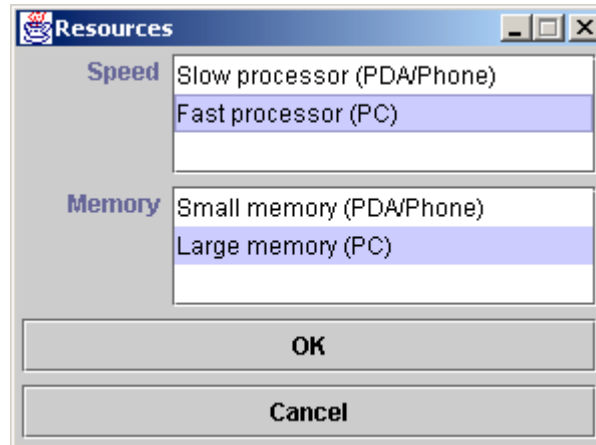 Resources
Speed
Slow processor (PDA/Phone)
Fast processor (PC)
Memory
Small memory (PDA/Phone)
Large memory (PC)
OK
Cancel